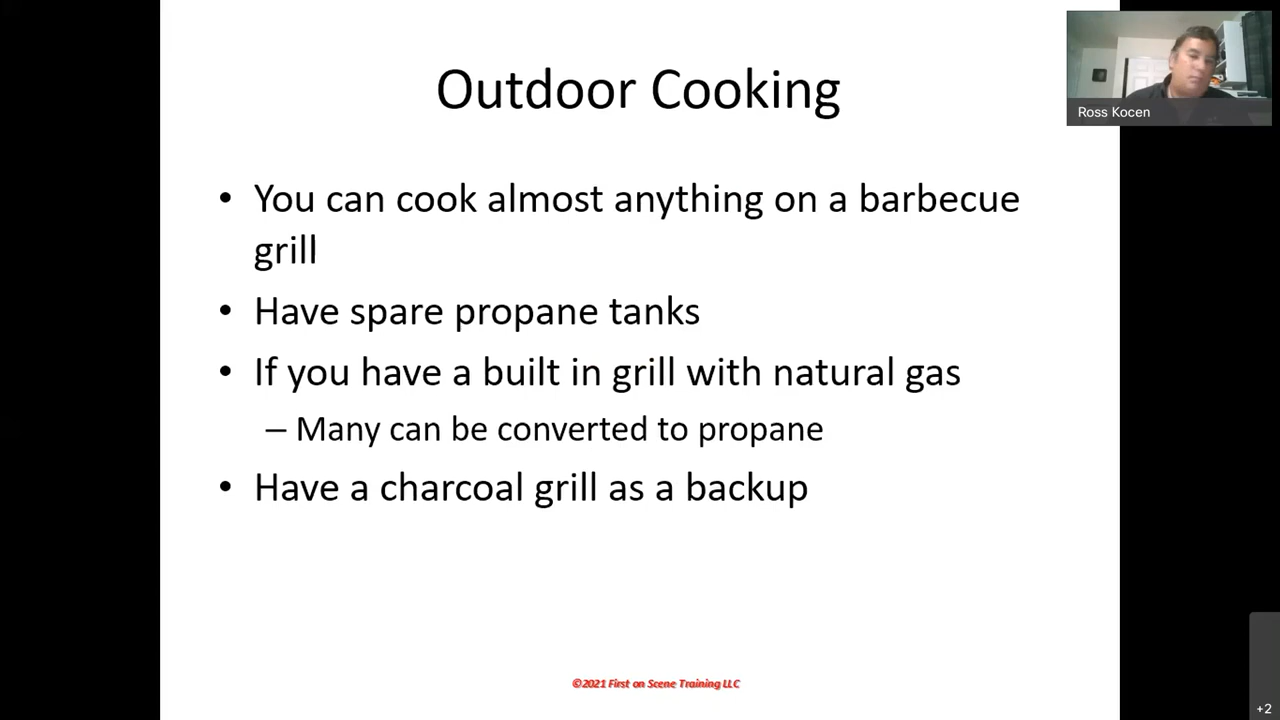 Outdoor Cooking
Ross Kocen
• You can cook almost anything on a barbecue
grill
• Have spare propane tanks
• If you have a built in grill with natural gas
– Many can be converted to propane
• Have a charcoal grill as a backup
©2021 First on Scene Training LLC
+2